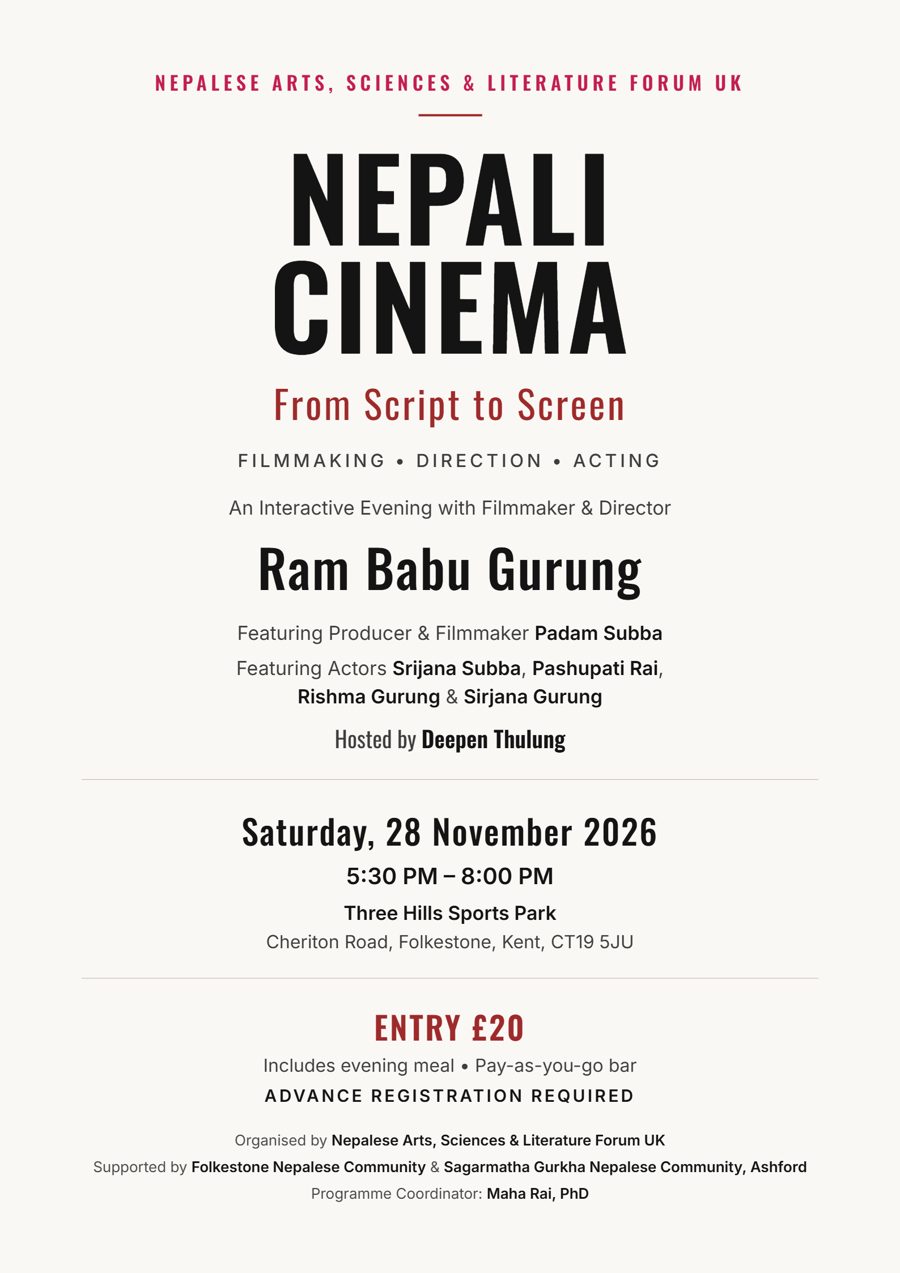 NEPALESE ARTS, SCIENCES & LITERATURE FORUM UK
NEPALI
CINEMA
From Script to Screen
FILMMAKING • DIRECTION • ACTING
An Interactive Evening with Filmmaker & Director
Ram Babu Gurung
Featuring Producer & Filmmaker Padam Subba
Featuring Actors Srijana Subba, Pashupati Rai,
Rishma Gurung & Sirjana Gurung
Hosted by Deepen Thulung
Saturday, 28 November 2026
5:30 PM – 8:00 PM
Three Hills Sports Park
Cheriton Road, Folkestone, Kent, CT19 5JU
ENTRY £20
Includes evening meal • Pay-as-you-go bar
ADVANCE REGISTRATION REQUIRED
Organised by Nepalese Arts, Sciences & Literature Forum UK
Supported by Folkestone Nepalese Community & Sagarmatha Gurkha Nepalese Community, Ashford
Programme Coordinator: Maha Rai, PhD